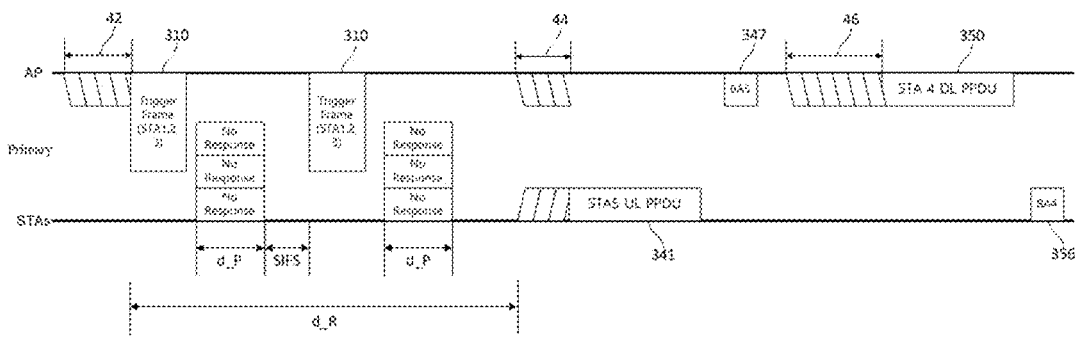 42
310
310
44
347
46
350
AP
Trigger
Frame
(STA1,2,
3)
Trigger
Frame
(STA1,2,
3)
BA5
STA 4 DL PPDU
Primary
No
Response
No
Response
No
Response
No
Response
No
Response
No
Response
STAs
STA5 UL PPDU
BA4
d_P
SIFS
d_P
341
356
d_R